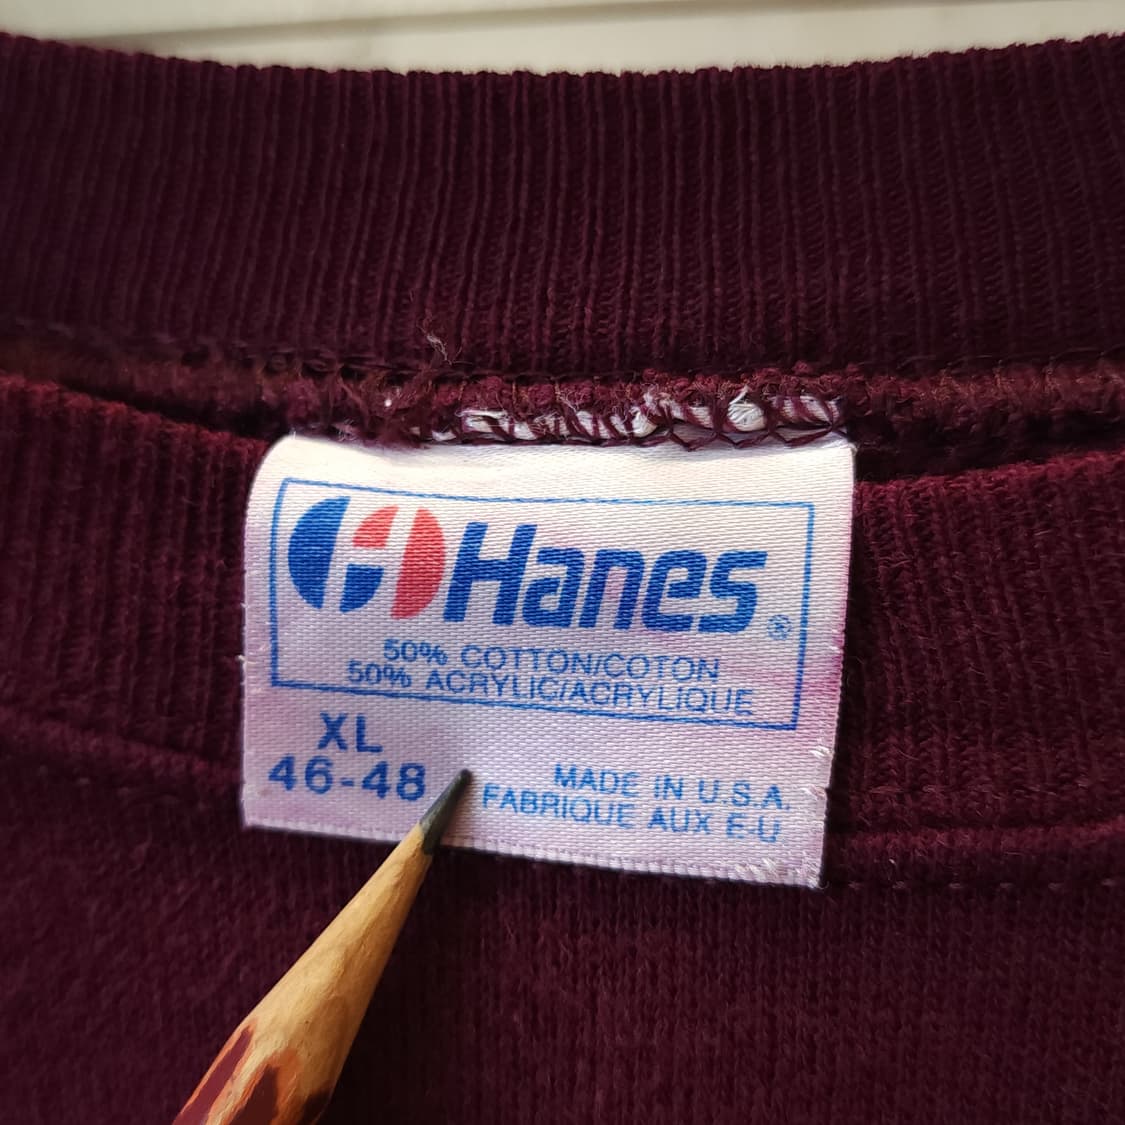 Hanes ®
50% COTTON/COTON
50% ACRYLIC/ACRYLIQUE
XL
46-48
MADE IN U.S.A.
FABRIQUE AUX E-U